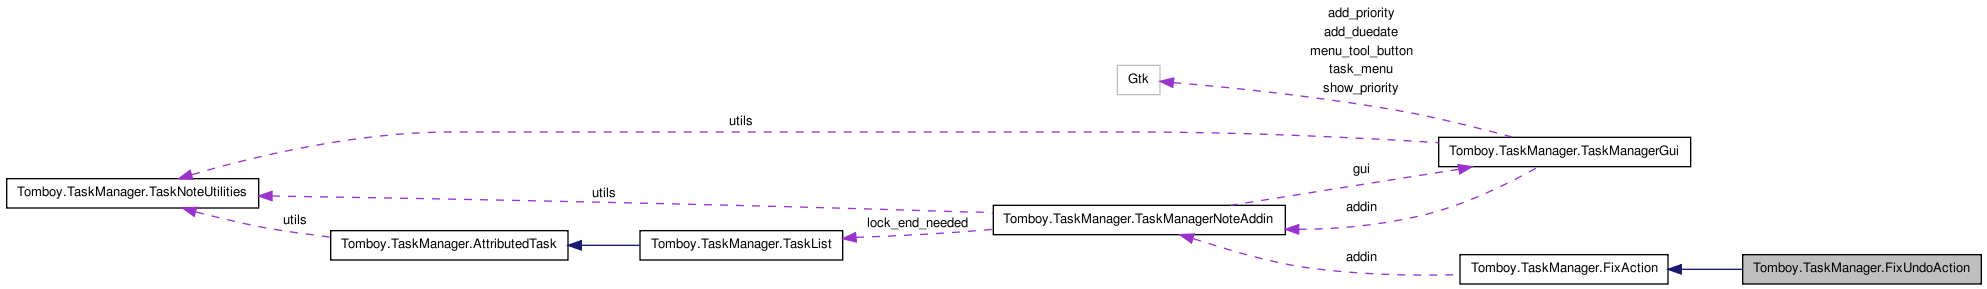 add_priority
add_duedate
menu_tool_button
task_menu
show_priority
Gtk
utils
Tomboy.TaskManager.TaskManagerGui
gui
Tomboy.TaskManager.TaskNoteUtilities
utils
addin
utils
lock_end_needed
Tomboy.TaskManager.TaskManagerNoteAddin
Tomboy.TaskManager.AttributedTask
Tomboy.TaskManager.TaskList
addin
Tomboy.TaskManager.FixAction
Tomboy.TaskManager.FixUndoAction